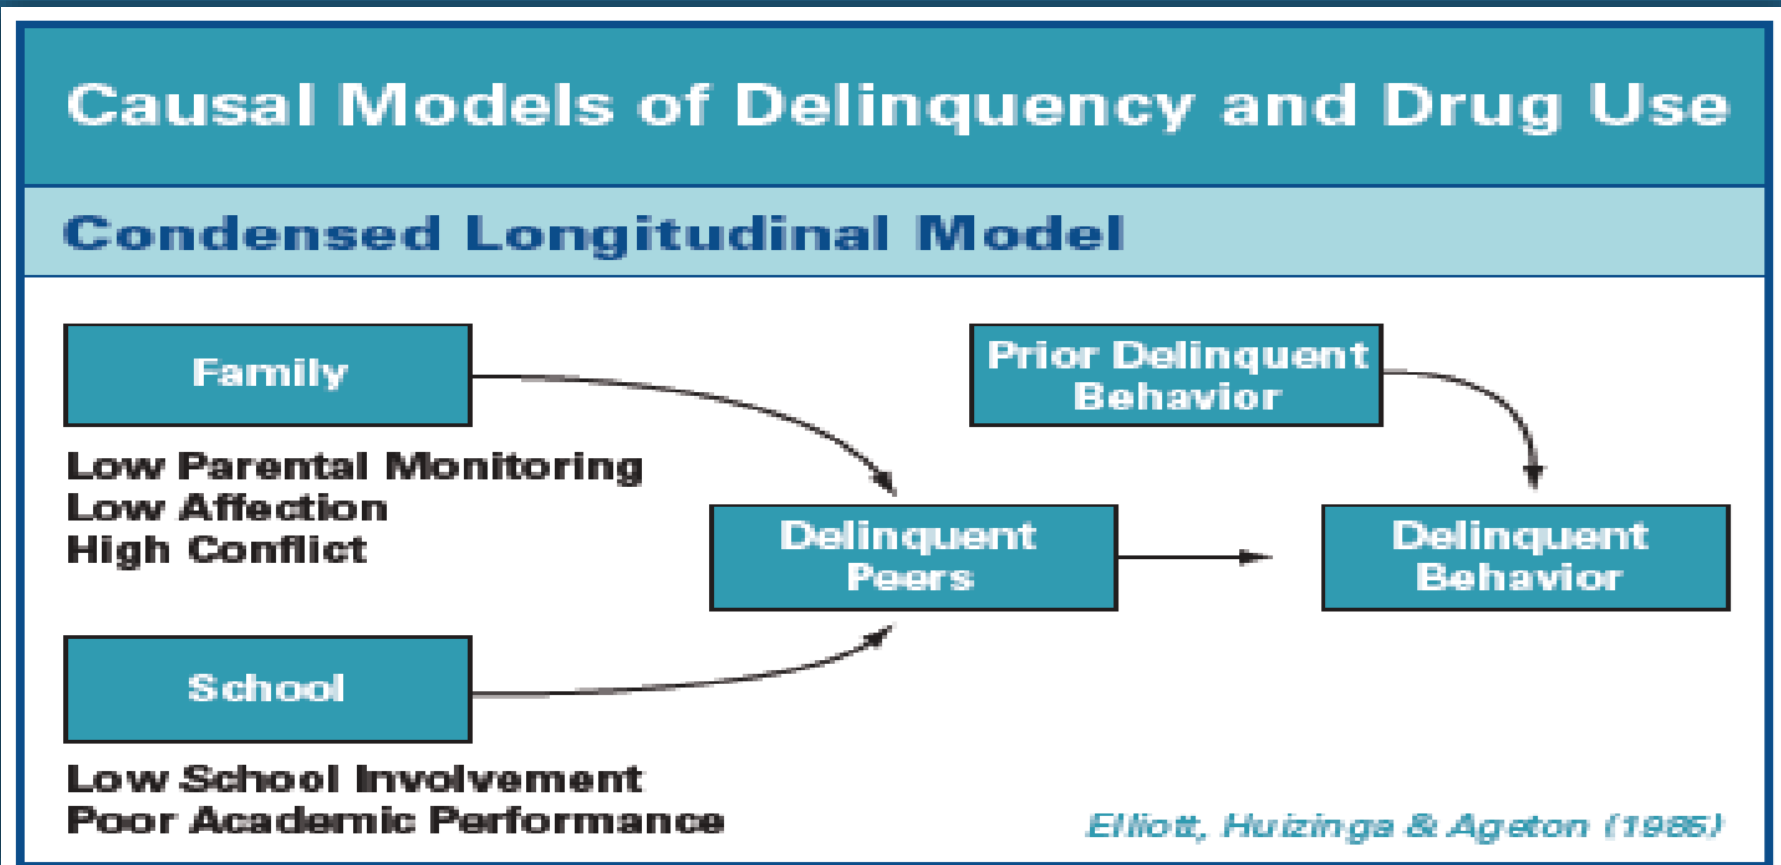 Causal Models of Delinquency and Drug Use
Condensed Longitudinal Model
Family
Low Parental Monitoring
Low Affection
High Conflict
Prior Delinquent
Behavior
Delinquent
Peers
Delinquent
Behavior
School
Low School Involvement
Poor Academic Performance
Elliott, Huizinga & Ageton (1985)